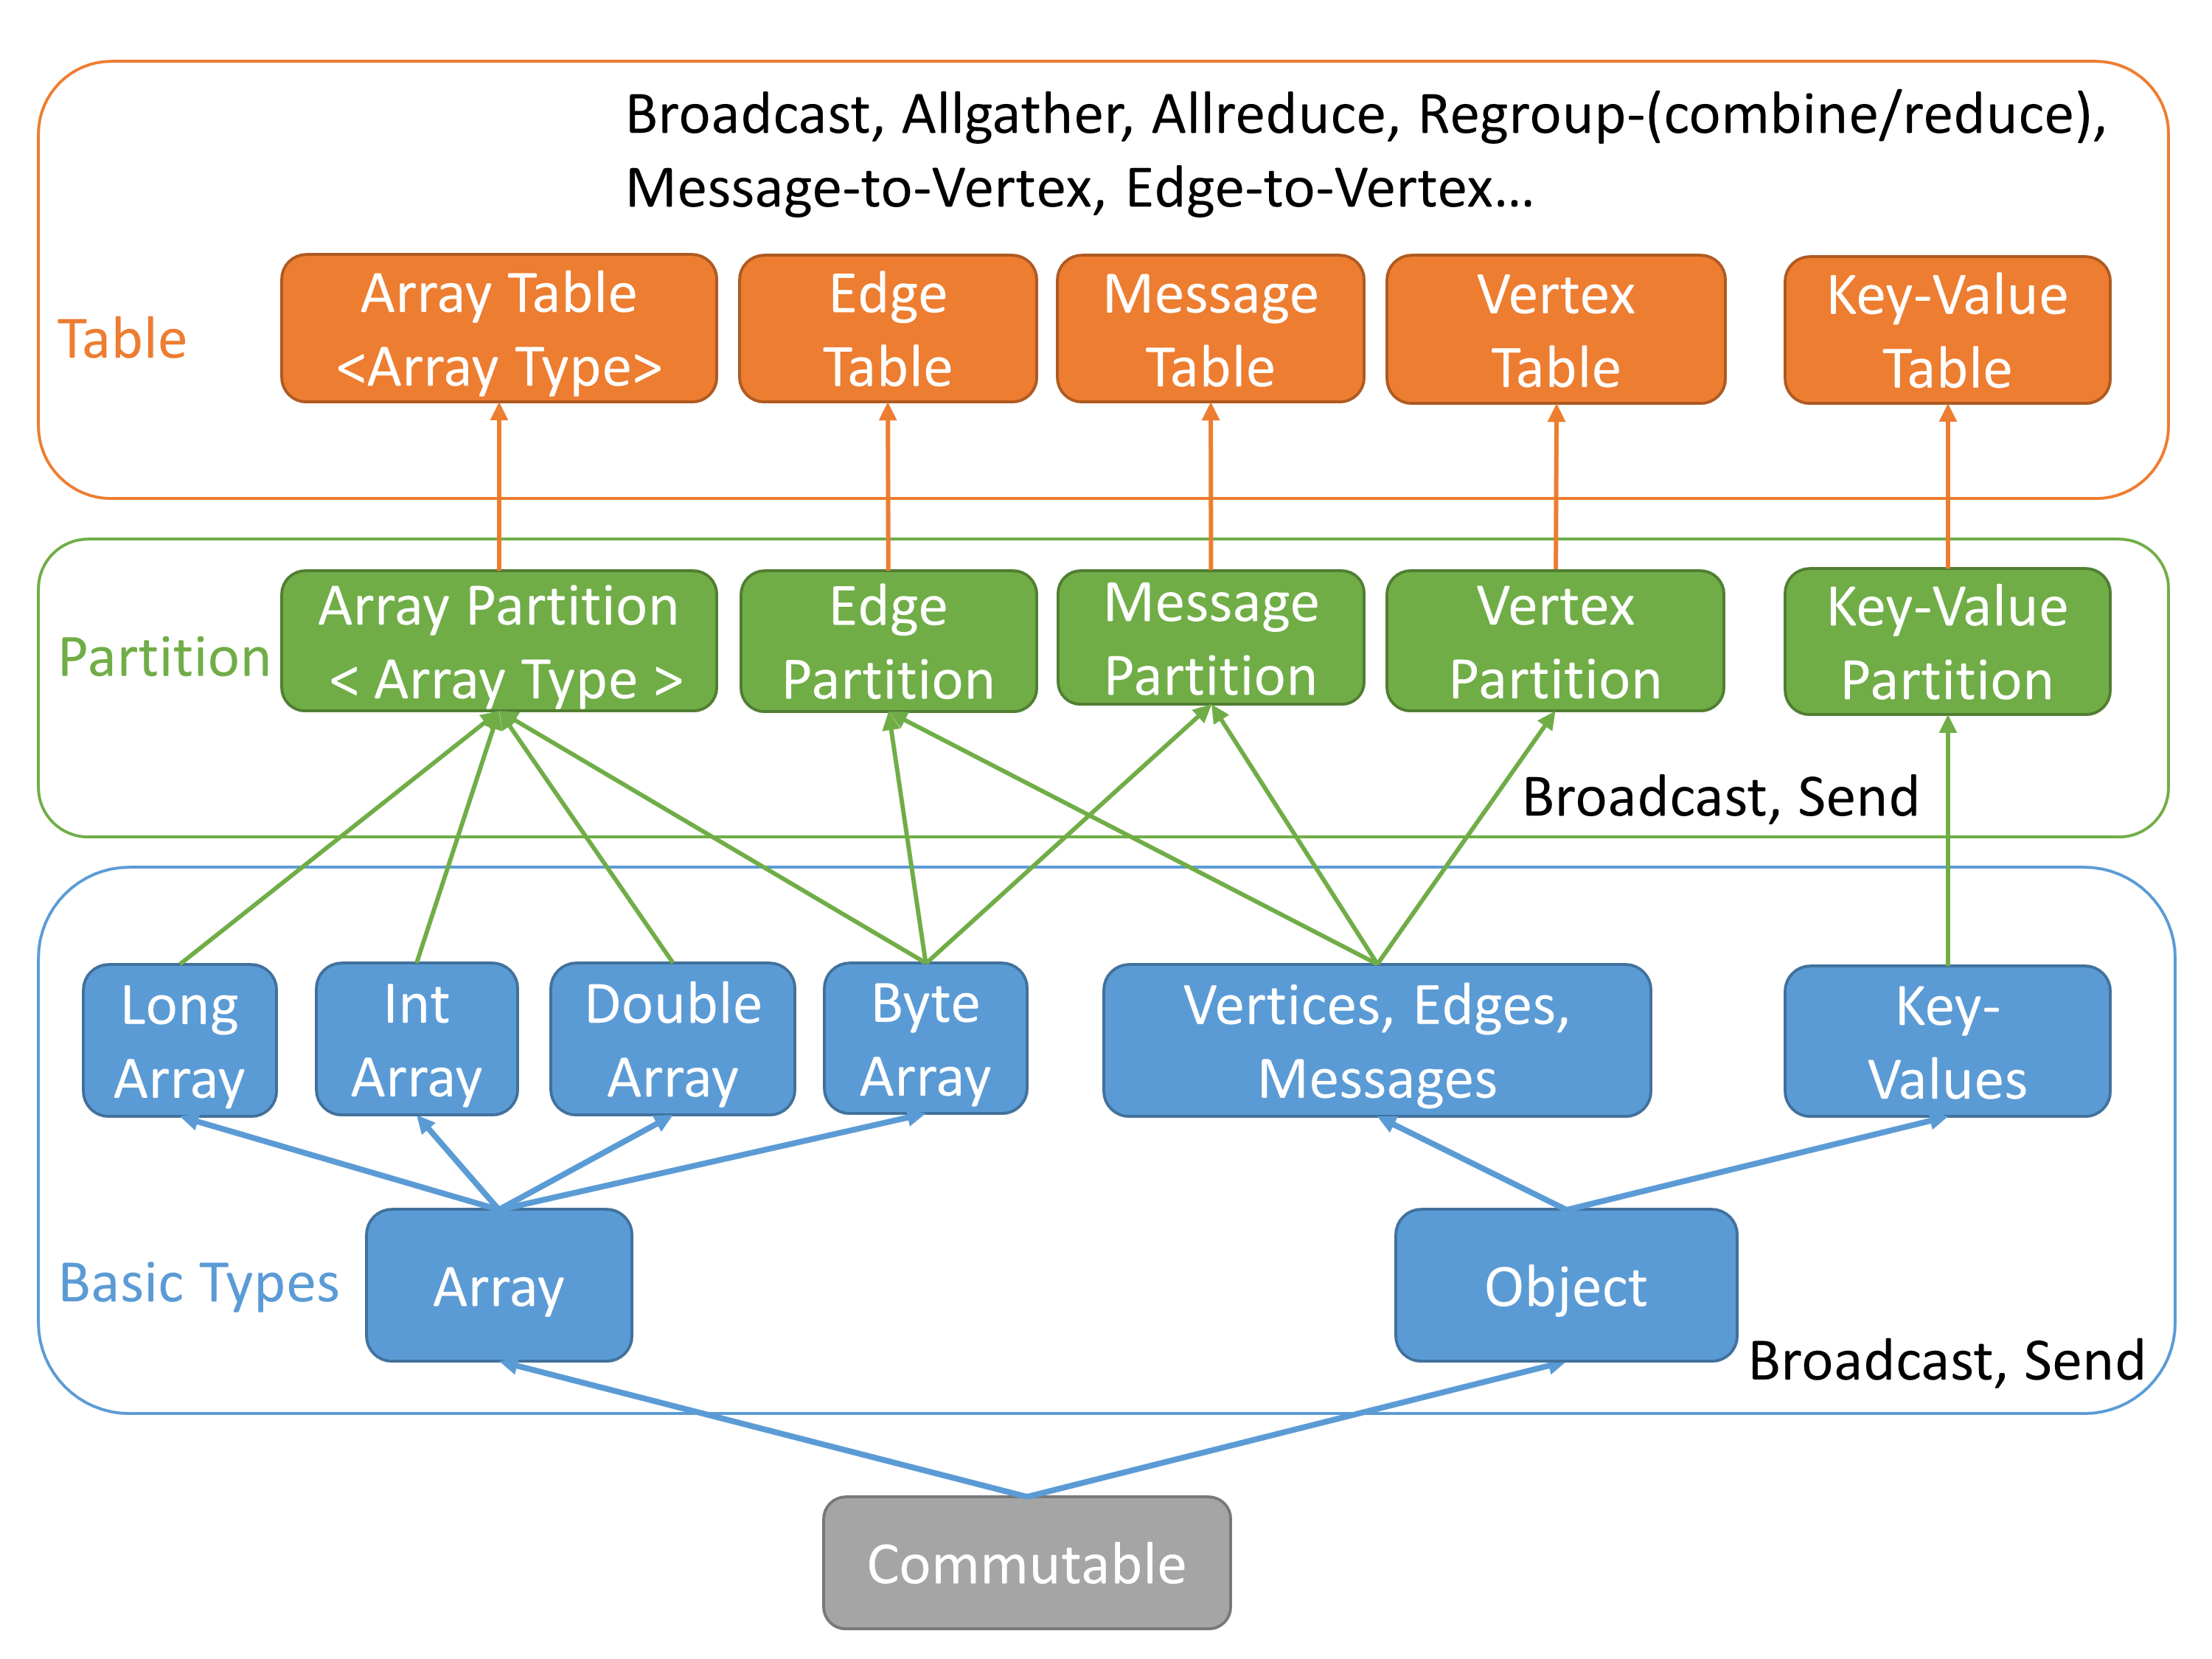 Broadcast, Allgather, Allreduce, Regroup-(combine/reduce),
Message-to-Vertex, Edge-to-Vertex...
Table
Array Table
<Array Type>
Edge
Table
Message
Table
Vertex
Table
Key-Value
Table
Partition
Array Partition
< Array Type >
Edge
Partition
Message
Partition
Vertex
Partition
Key-Value
Partition
Broadcast, Send
Long
Array
Int
Array
Double
Array
Byte
Array
Vertices, Edges,
Messages
Key-
Values
Basic Types
Array
Object
Broadcast, Send
Commutable